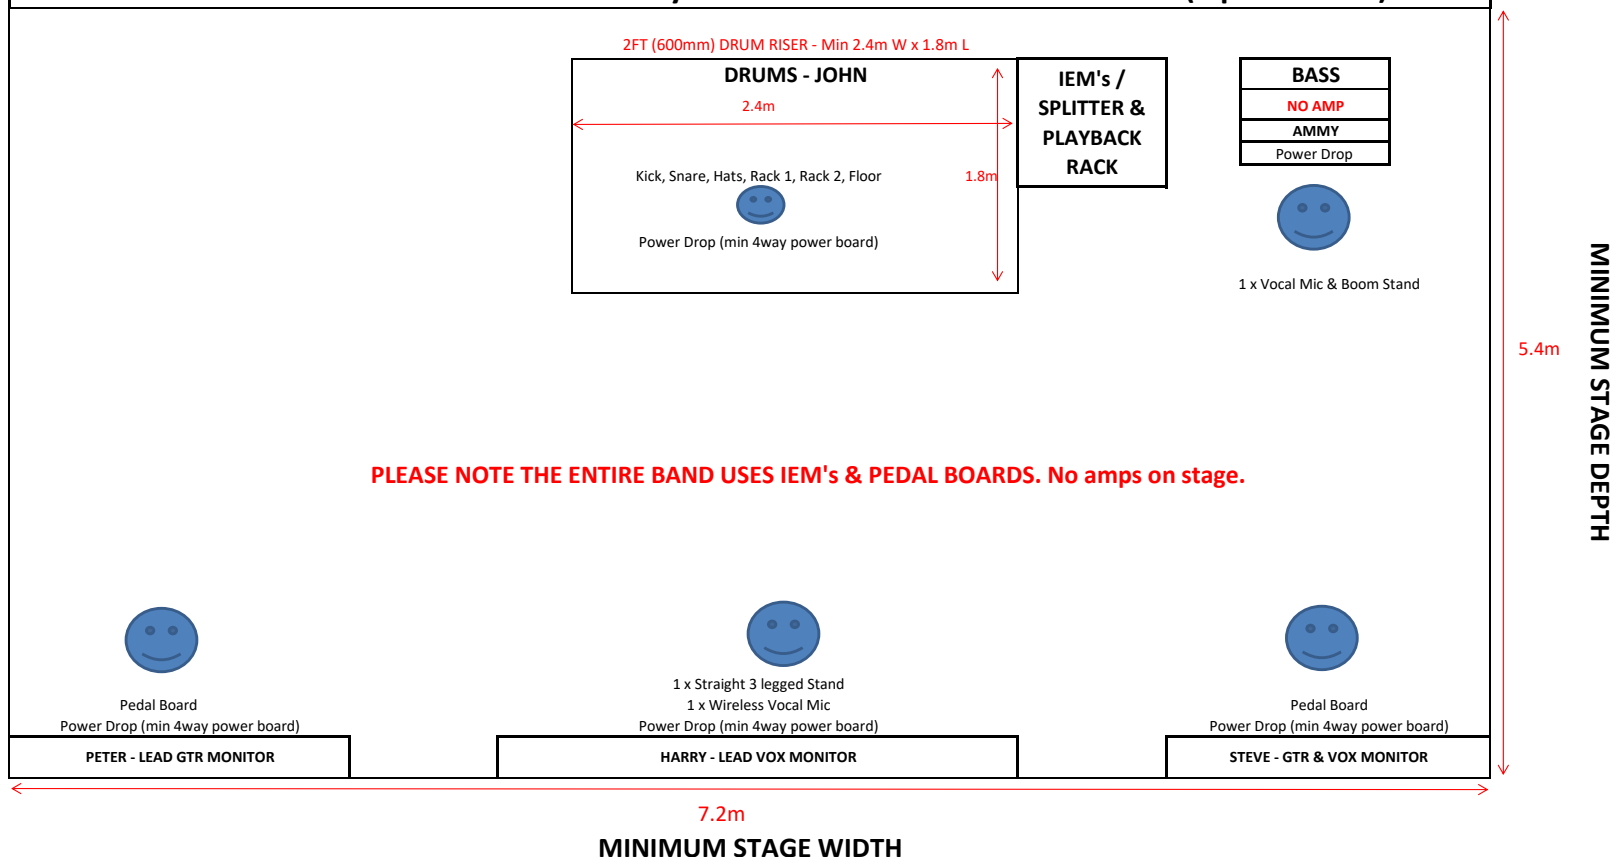 2FT (600mm) DRUM RISER - Min 2.4m W x 1.8m L
DRUMS - JOHN
2.4m
Kick, Snare, Hats, Rack 1, Rack 2, Floor
1.8m
Power Drop (min 4way power board)
IEM's /
SPLITTER &
PLAYBACK
RACK
BASS
NO AMP
AMMY
Power Drop
1 x Vocal Mic & Boom Stand
5.4m
MINIMUM STAGE DEPTH
PLEASE NOTE THE ENTIRE BAND USES IEM's & PEDAL BOARDS. No amps on stage.
Pedal Board
Power Drop (min 4way power board)
PETER - LEAD GTR MONITOR
1 x Straight 3 legged Stand
1 x Wireless Vocal Mic
Power Drop (min 4way power board)
HARRY - LEAD VOX MONITOR
Pedal Board
Power Drop (min 4way power board)
STEVE - GTR & VOX MONITOR
7.2m
MINIMUM STAGE WIDTH